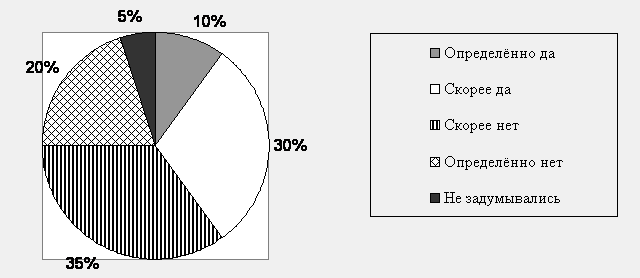 5%
10%
20%
30%
35%
Определённо да
Скорее да
Скорее нет
Определённо нет
Не задумывались